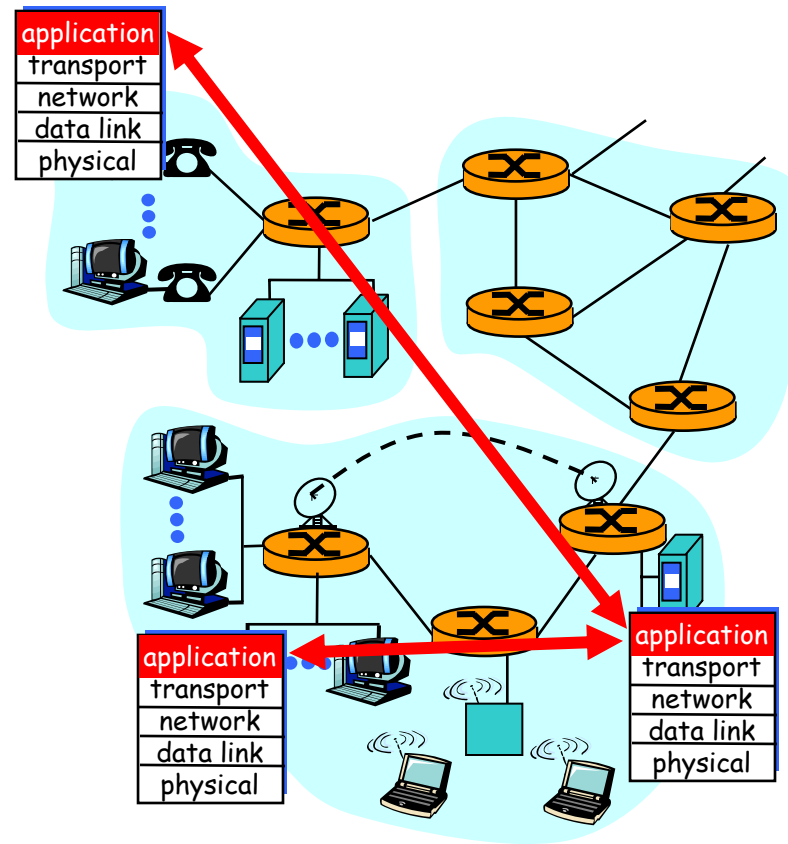 application
transport
network
data link
physical
application
transport
network
data link
physical
application
transport
network
data link
physical